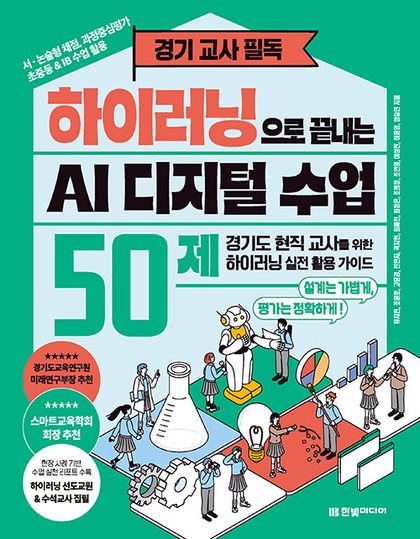 서·논술형 채점, 과정중심평가
초중등 & IB 수업 활용
경기 교사 필독
하이러닝으로 끝내는
AI 디지털 수업
50제
경기도 현직 교사를 위한
하이러닝 실전 활용 가이드
설계는 가볍게,
평가는 정확하게!
★★★★★
경기도교육연구원
미래연구부장 추천
★★★★★
스마트교육학회
회장 추천
현장 사례 기반,
수업 실천 리포트 수록
하이러닝 선도교원
& 수석교사 집필
한빛미디어